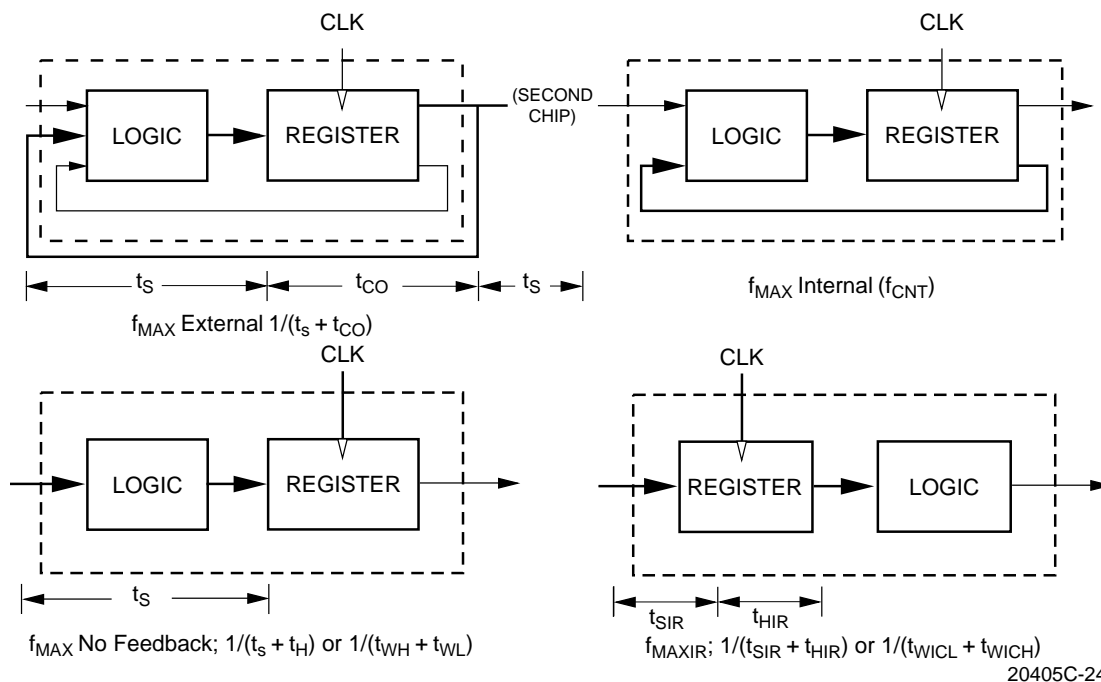 CLK
LOGIC
REGISTER
(SECOND
CHIP)
tS
tCO
tS
fMAX External 1/(ts + tCO)
CLK
LOGIC
REGISTER
fMAX Internal (fCNT)
CLK
LOGIC
REGISTER
tS
fMAX No Feedback; 1/(ts + tH) or 1/(tWH + tWL)
CLK
REGISTER
LOGIC
tSIR
tHIR
fMAXIR; 1/(tSIR + tHIR) or 1/(tWICL + tWICH)
20405C-24